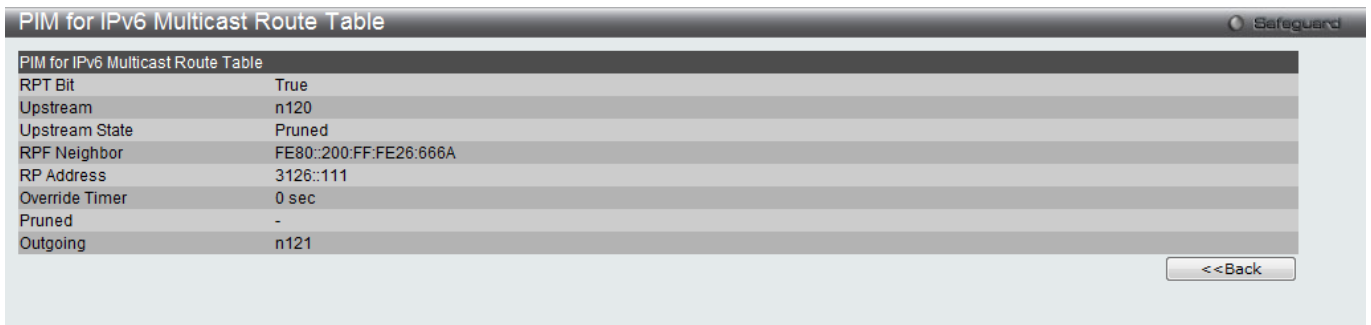 PIM for IPv6 Multicast Route Table
Safeguard
PIM for IPv6 Multicast Route Table
RPT Bit True
Upstream n120
Upstream State Pruned
RPF Neighbor FE80::200:FF:FE26:666A
RP Address 3126::111
Override Timer 0 sec
Pruned -
Outgoing n121
<<Back